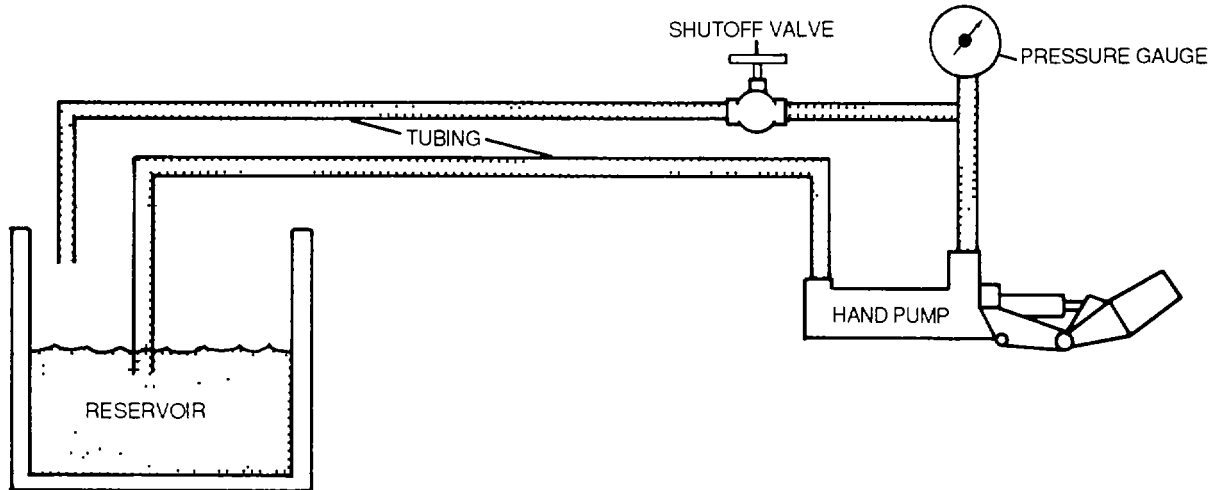 SHUTOFF VALVE
PRESSURE GAUGE
TUBING
HAND PUMP
RESERVOIR